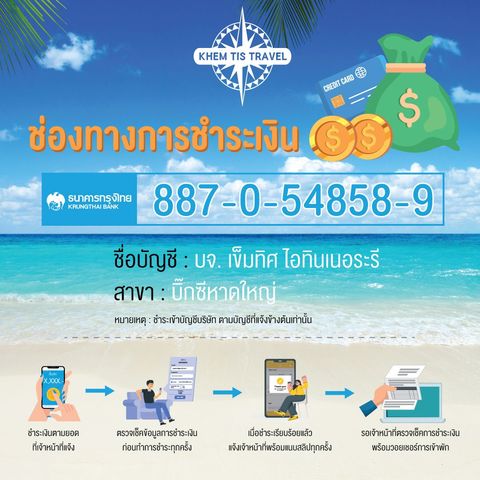 KHEM TIS TRAVEL
CREDIT CARD
ช่องทางการชำระเงิน
ธนาคารกรุงไทย
KRUNGTHAI BANK
887-0-54858-9
ชื่อบัญชี : บจ. เข็มทิศ ไอทินเนอระรี
สาขา : บิ๊กซีหาดใหญ่
หมายเหตุ : ชำระเข้าบัญชีบริษัท ตามบัญชีที่แจ้งข้างต้นเท่านั้น
X,XXX
ชำระเงินตามยอด
ที่เจ้าหน้าที่แจ้ง
ตรวจเช็คข้อมูลการชำระเงิน
ก่อนทำการชำระทุกครั้ง
เมื่อชำระเรียบร้อยแล้ว
แจ้งเจ้าหน้าที่พร้อมแนบสลิปทุกครั้ง
รอเจ้าหน้าที่ตรวจเช็คการชำระเงิน
พร้อมวอยเชอร์การเข้าพัก